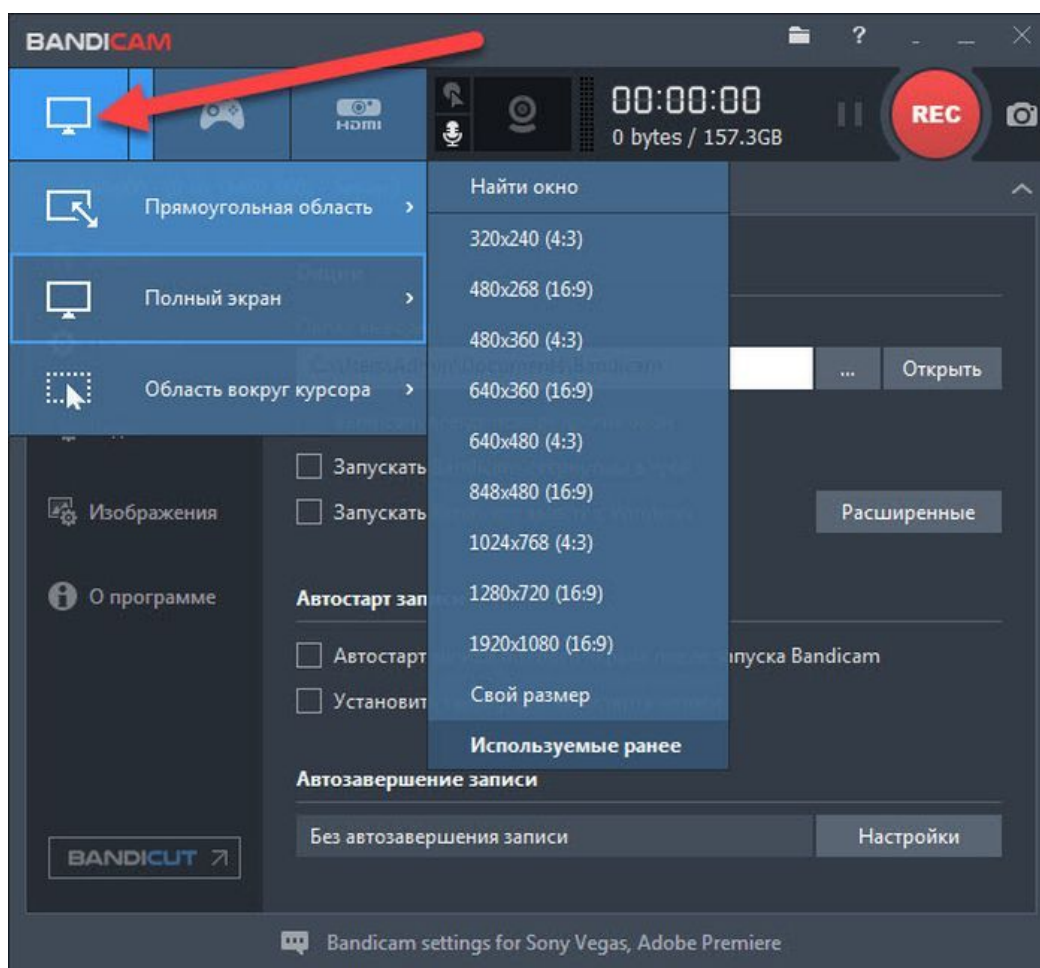 BANDICAM
?
HDMI
00:00:00
0 bytes / 157.3GB
REC
Прямоугольная область
Полный экран
Область вокруг курсора
Найти окно
320x240 (4:3)
480x268 (16:9)
480x360 (4:3)
640x360 (16:9)
640x480 (4:3)
848x480 (16:9)
1024x768 (4:3)
1280x720 (16:9)
1920x1080 (16:9)
Свой размер
Используемые ранее
... Открыть
Запускать
Изображения
Запускать
Расширенные
О программе
Автостарт
Автостарт
запуска Bandicam
Автозавершение записи
Без автозавершения записи
Настройки
BANDICUT
Bandicam settings for Sony Vegas, Adobe Premiere